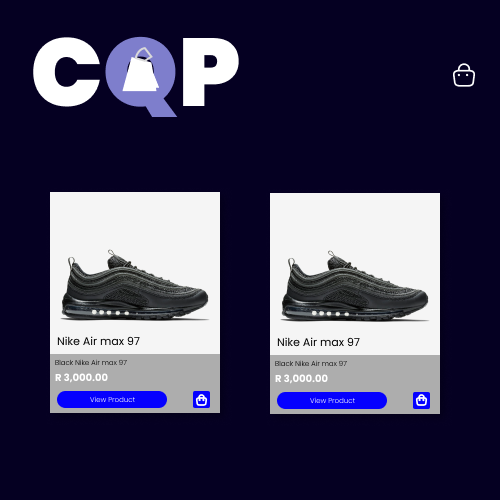 CQP
Nike Air max 97
Black Nike Air max 97
R 3,000.00
View Product
Nike Air max 97
Black Nike Air max 97
R 3,000.00
View Product